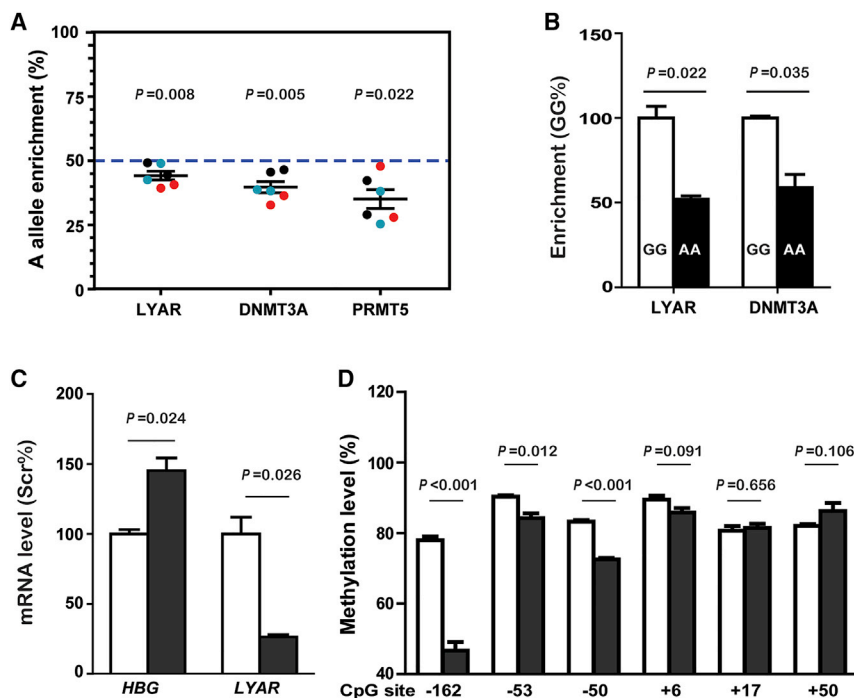 A
A allele enrichment (%)
100
75
50
25
0
P=0.008
P=0.005
P=0.022
LYAR
DNMT3A
PRMT5
B
Enrichment (GG%)
150
100
50
0
P=0.022
P=0.035
GG
AA
GG
AA
LYAR
DNMT3A
C
mRNA level (Scr%)
200
150
100
50
0
P=0.024
P=0.026
HBG
LYAR
D
Methylation level (%)
120
100
80
60
40
P<0.001
P=0.012
P<0.001
P=0.091
P=0.656
P=0.106
CpG site -162 -53 -50 +6 +17 +50